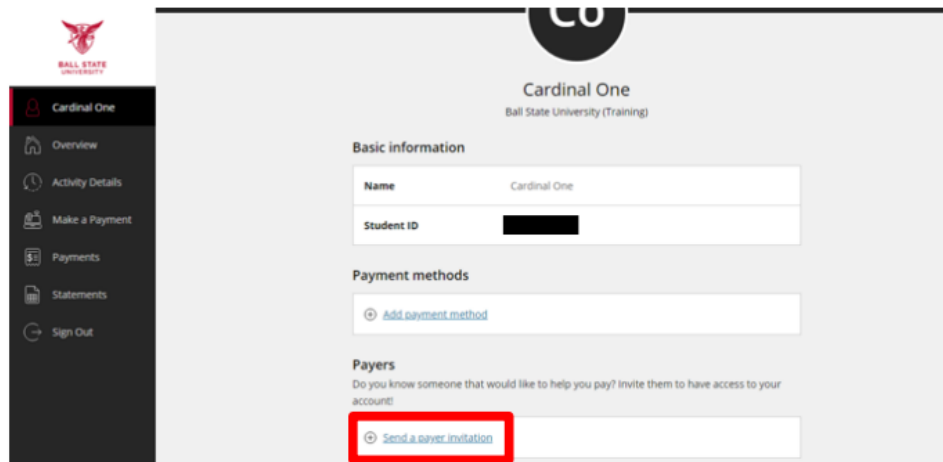 Co
BALL STATE
UNIVERSITY
Cardinal One
Overview
Activity Details
Make a Payment
Payments
Statements
Sign Out
Cardinal One
Ball State University (Training)
Basic information
Name Cardinal One
Student ID
Payment methods
Add payment method
Payers
Do you know someone that would like to help you pay? Invite them to have access to your
account!
Send a payer invitation